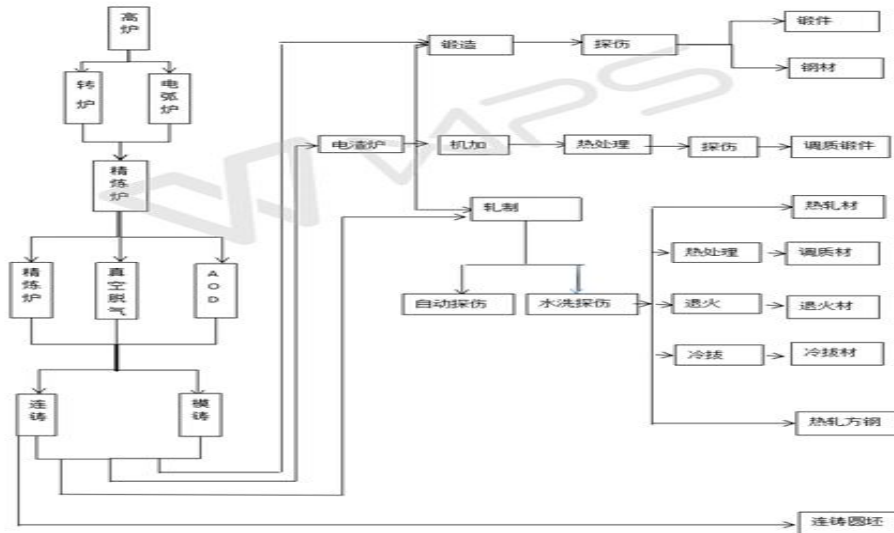 高炉
转炉
电弧炉
精炼炉
精炼炉
真空脱气
AOD
连铸
模铸
电渣炉
锻造
探伤
锻件
钢材
机加
热处理
探伤
调质锻件
轧制
自动探伤
水洗探伤
热轧材
热处理
调质材
退火
退火材
冷拔
冷拔材
热轧方钢
连铸圆坯
WPS